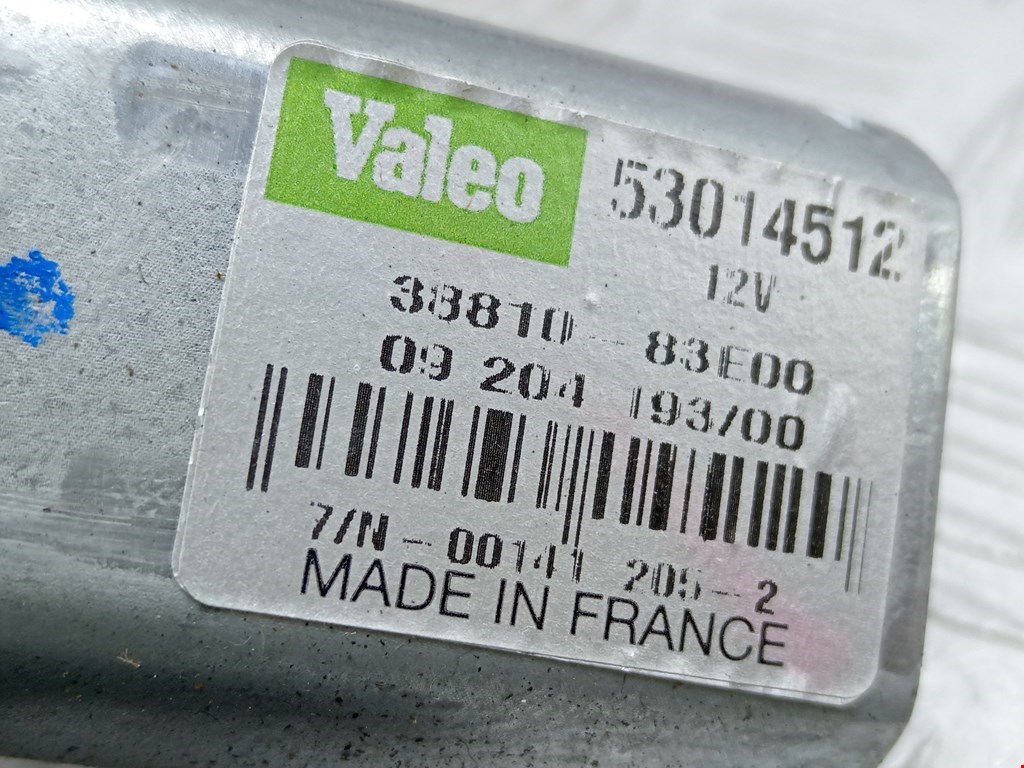 Valeo
53014512
12V
38810-83E00
09 204 193/00
7/N-00141 205-2
MADE IN FRANCE